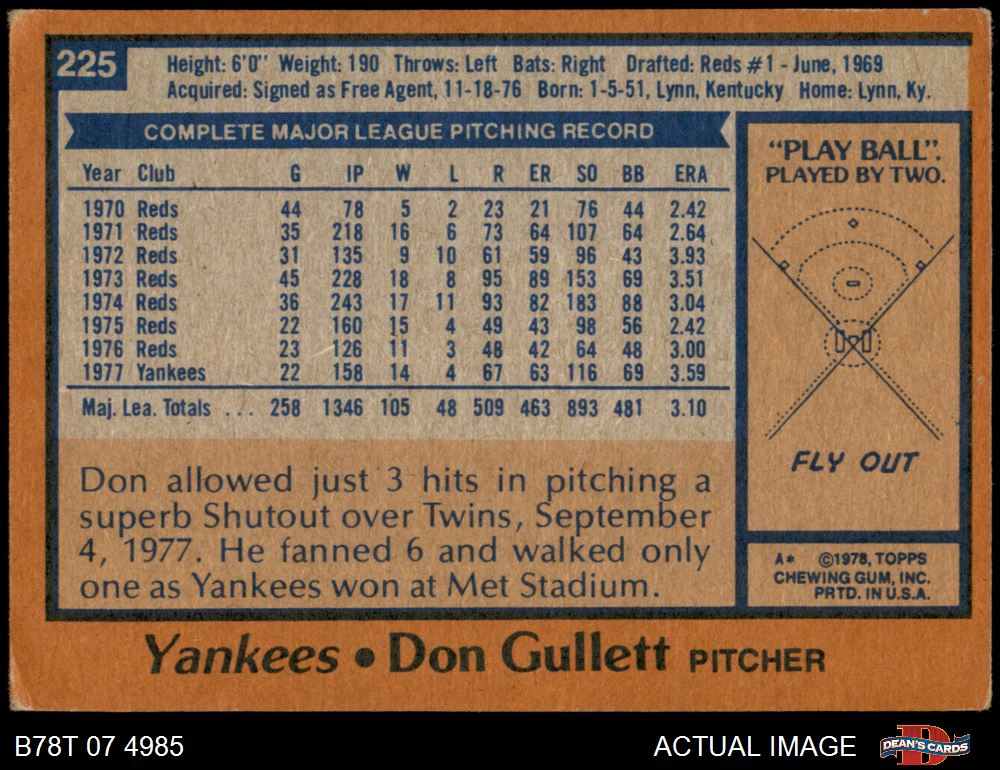 225
Height: 6'0" Weight: 190 Throws: Left Bats: Right Drafted: Reds #1 - June, 1969
Acquired: Signed as Free Agent, 11-18-76 Born: 1-5-51, Lynn, Kentucky Home: Lynn, Ky.
COMPLETE MAJOR LEAGUE PITCHING RECORD
Year Club G IP W L R ER SO BB ERA
1970 Reds 44 78 5 2 23 21 76 44 2.42
1971 Reds 35 218 16 6 73 64 107 64 2.64
1972 Reds 31 135 9 10 61 59 96 43 3.93
1973 Reds 45 228 18 8 95 89 153 69 3.51
1974 Reds 36 243 17 11 93 82 183 88 3.04
1975 Reds 22 160 15 4 49 43 98 56 2.42
1976 Reds 23 126 11 3 48 42 64 48 3.00
1977 Yankees 22 158 14 4 67 63 116 69 3.59
Maj. Lea. Totals ... 258 1346 105 48 509 463 893 481 3.10
Don allowed just 3 hits in pitching a
superb Shutout over Twins, September
4, 1977. He fanned 6 and walked only
one as Yankees won at Met Stadium.
"PLAY BALL".
PLAYED BY TWO.
FLY OUT
A* ©1978, TOPPS
CHEWING GUM, INC.
PRTD. IN U.S.A.
Yankees • Don Gullett PITCHER
B78T 07 4985
ACTUAL IMAGE
DEAN'S CARDS